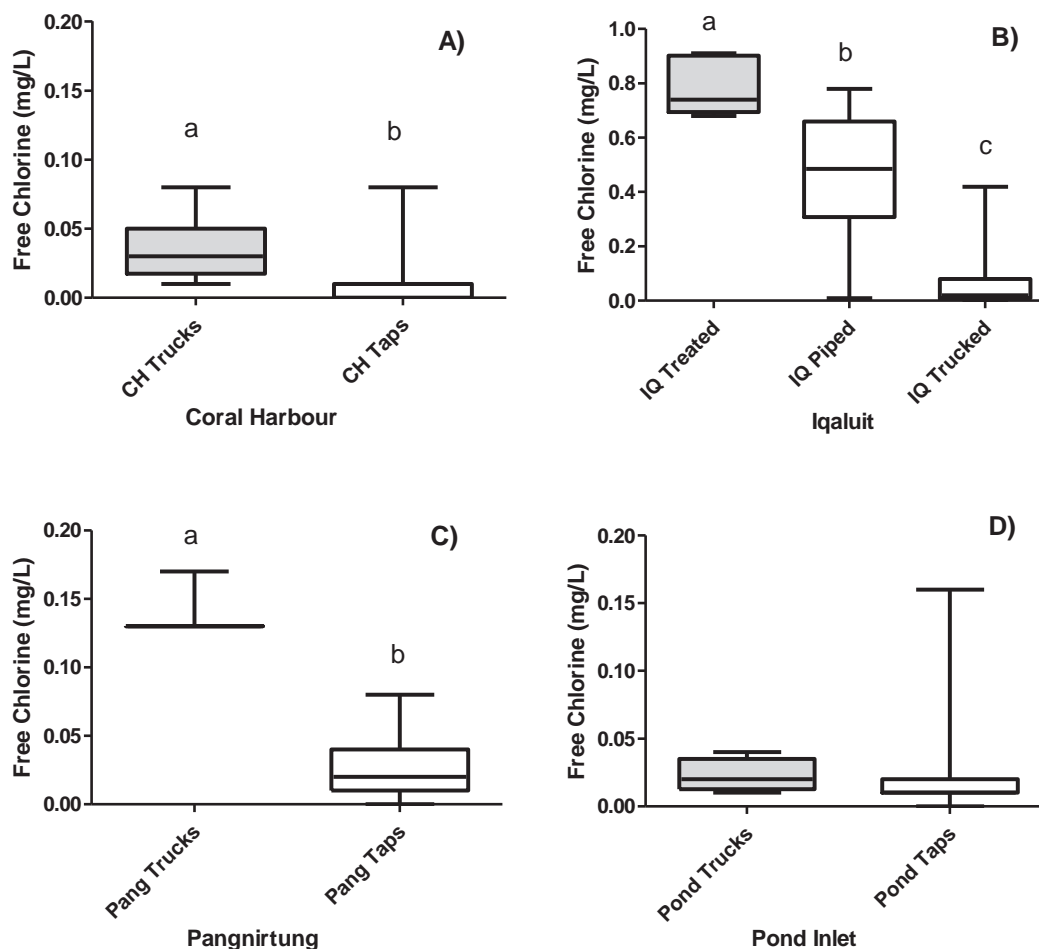 A)
Free Chlorine (mg/L)
0.20
0.15
0.10
0.05
0.00
a
b
CH Trucks
CH Taps
Coral Harbour
B)
Free Chlorine (mg/L)
1.0
0.8
0.6
0.4
0.2
0.0
a
b
c
IQ Treated
IQ Piped
IQ Trucked
Iqaluit
C)
Free Chlorine (mg/L)
0.20
0.15
0.10
0.05
0.00
a
b
Pang Trucks
Pang Taps
Pangnirtung
D)
Free Chlorine (mg/L)
0.20
0.15
0.10
0.05
0.00
Pond Trucks
Pond Taps
Pond Inlet